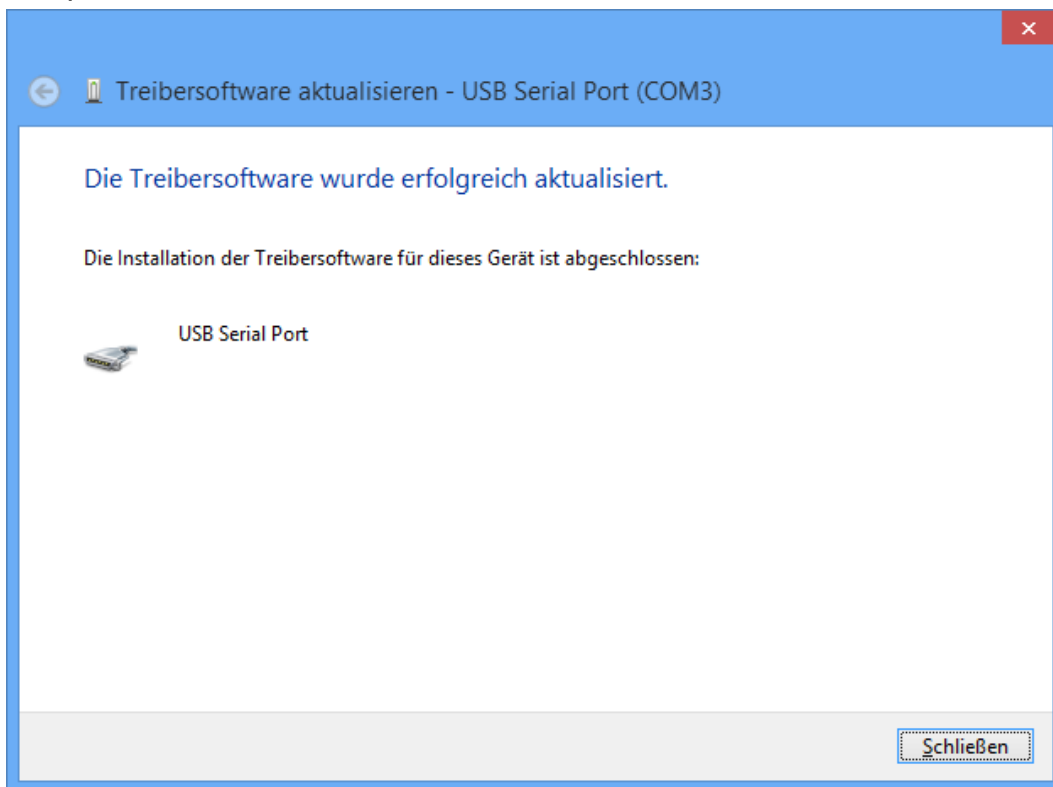 Treibersoftware aktualisieren - USB Serial Port (COM3)
Die Treibersoftware wurde erfolgreich aktualisiert.
Die Installation der Treibersoftware für dieses Gerät ist abgeschlossen:
USB Serial Port
Schließen